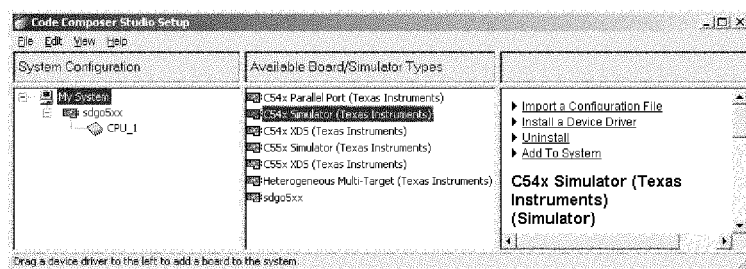 Code Composer Studio Setup
File Edit View Help
System Configuration
Available Board/Simulator Types
My System
sdgo5xx
CPU_1
C54x Parallel Port (Texas Instruments)
C54x Simulator (Texas Instruments)
C54x XDS (Texas Instruments)
C55x Simulator (Texas Instruments)
C55x XDS (Texas Instruments)
Heterogeneous Multi-Target (Texas Instruments)
sdgo5xx
Import a Configuration File
Install a Device Driver
Uninstall
Add To System
C54x Simulator (Texas
Instruments)
(Simulator)
Drag a device driver to the left to add a board to the system.